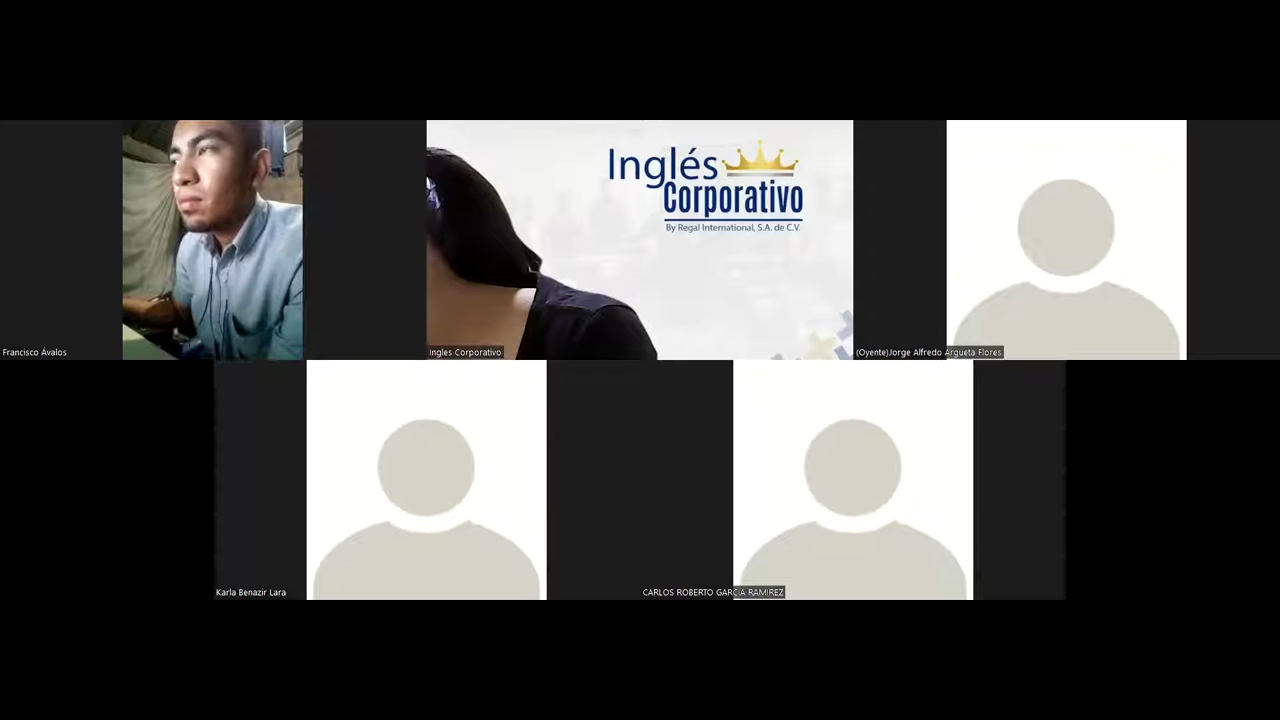 Inglés
Corporativo
By Regal International, S.A. de C.V.
Francisco Ávalos
Ingles Corporativo
(Oyente)Jorge Alfredo Argueta Flores
Karla Benazir Lara
CARLOS ROBERTO GARCIA RAMIREZ